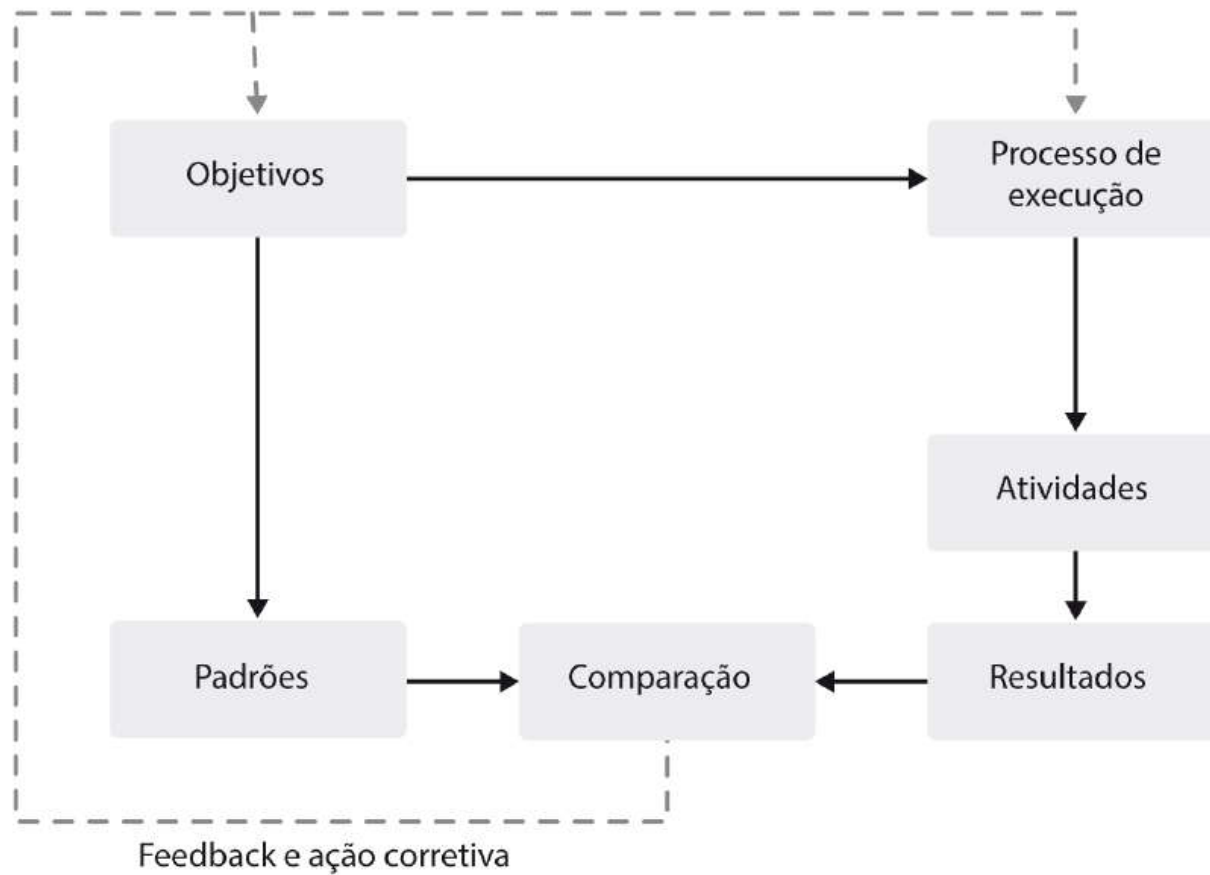 Objetivos
Processo de
execução
Atividades
Padrões
Comparação
Resultados
Feedback e ação corretiva